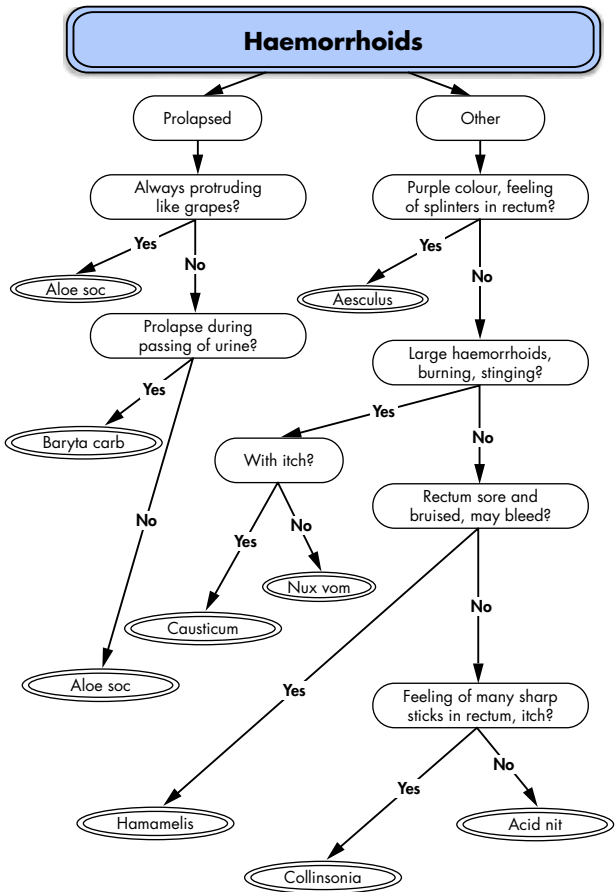 Haemorrhoids
Prolapsed
Other
Always protruding
like grapes?
Purple colour, feeling
of splinters in rectum?
Yes
No
Yes
No
Aloe soc
Aesculus
Prolapse during
passing of urine?
Large haemorrhoids,
burning, stinging?
Yes
Yes
No
Baryta carb
With itch?
Rectum sore and
bruised, may bleed?
No
Yes
No
Nux vom
Causticum
No
Aloe soc
Yes
Feeling of many sharp
sticks in rectum, itch?
No
Yes
Hamamelis
Acid nit
Collinsonia